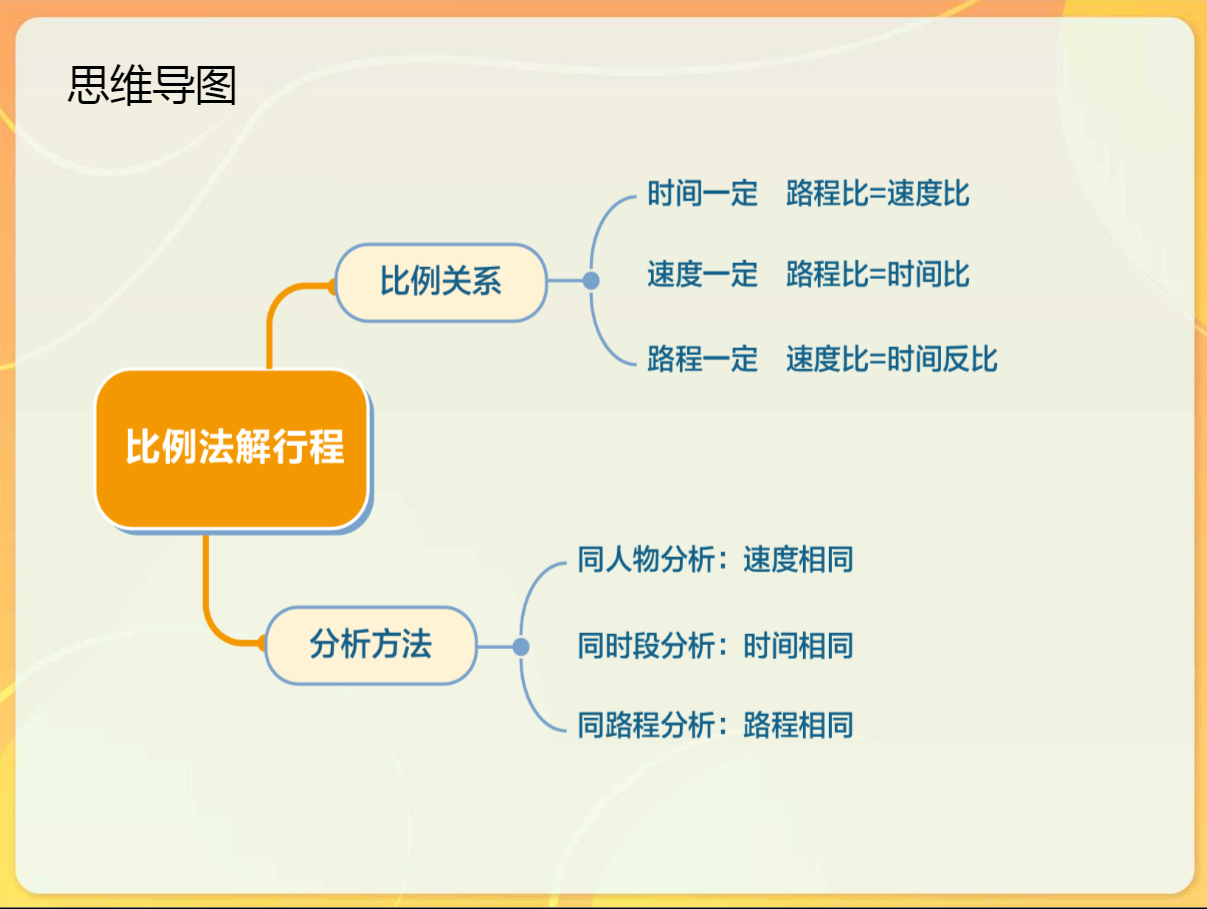 思维导图
比例法解行程
比例关系
时间一定　路程比=速度比
速度一定　路程比=时间比
路程一定　速度比=时间反比
分析方法
同人物分析：速度相同
同时段分析：时间相同
同路程分析：路程相同